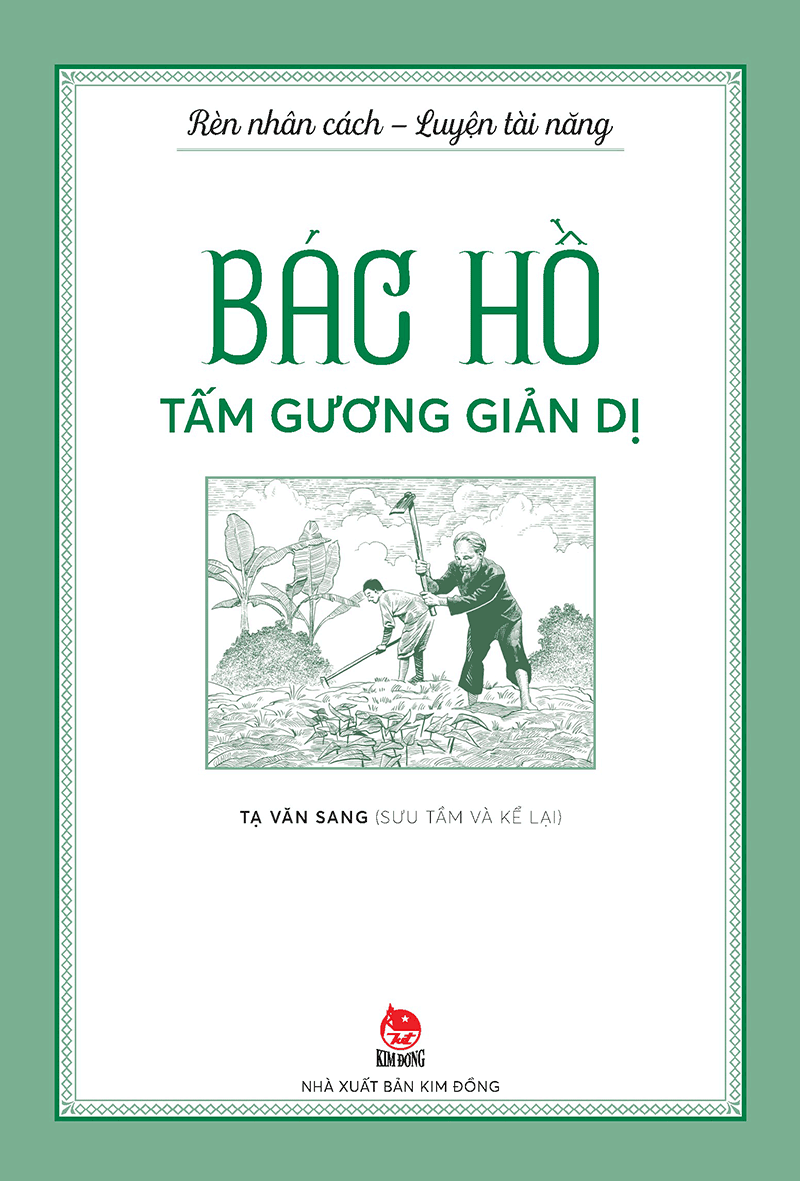 Rèn nhân cách – Luyện tài năng
BÁC HỒ
TẤM GƯƠNG GIẢN DỊ
TẠ VĂN SANG (SƯU TẦM VÀ KỂ LẠI)
KIM ĐỒNG
NHÀ XUẤT BẢN KIM ĐỒNG